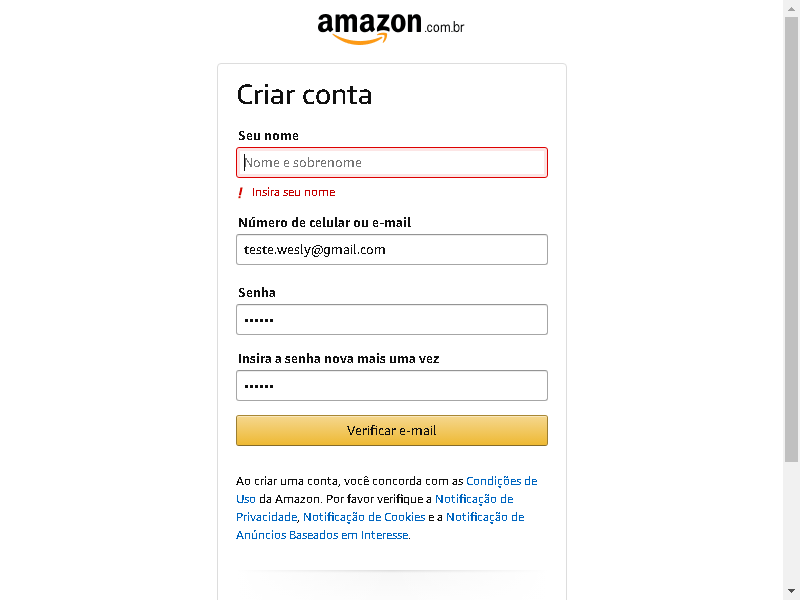 amazon.com.br
Criar conta
Seu nome
Nome e sobrenome
! Insira seu nome
Número de celular ou e-mail
teste.wesly@gmail.com
Senha
••••••
Insira a senha nova mais uma vez
••••••
Verificar e-mail
Ao criar uma conta, você concorda com as Condições de
Uso da Amazon. Por favor verifique a Notificação de
Privacidade, Notificação de Cookies e a Notificação de
Anúncios Baseados em Interesse.